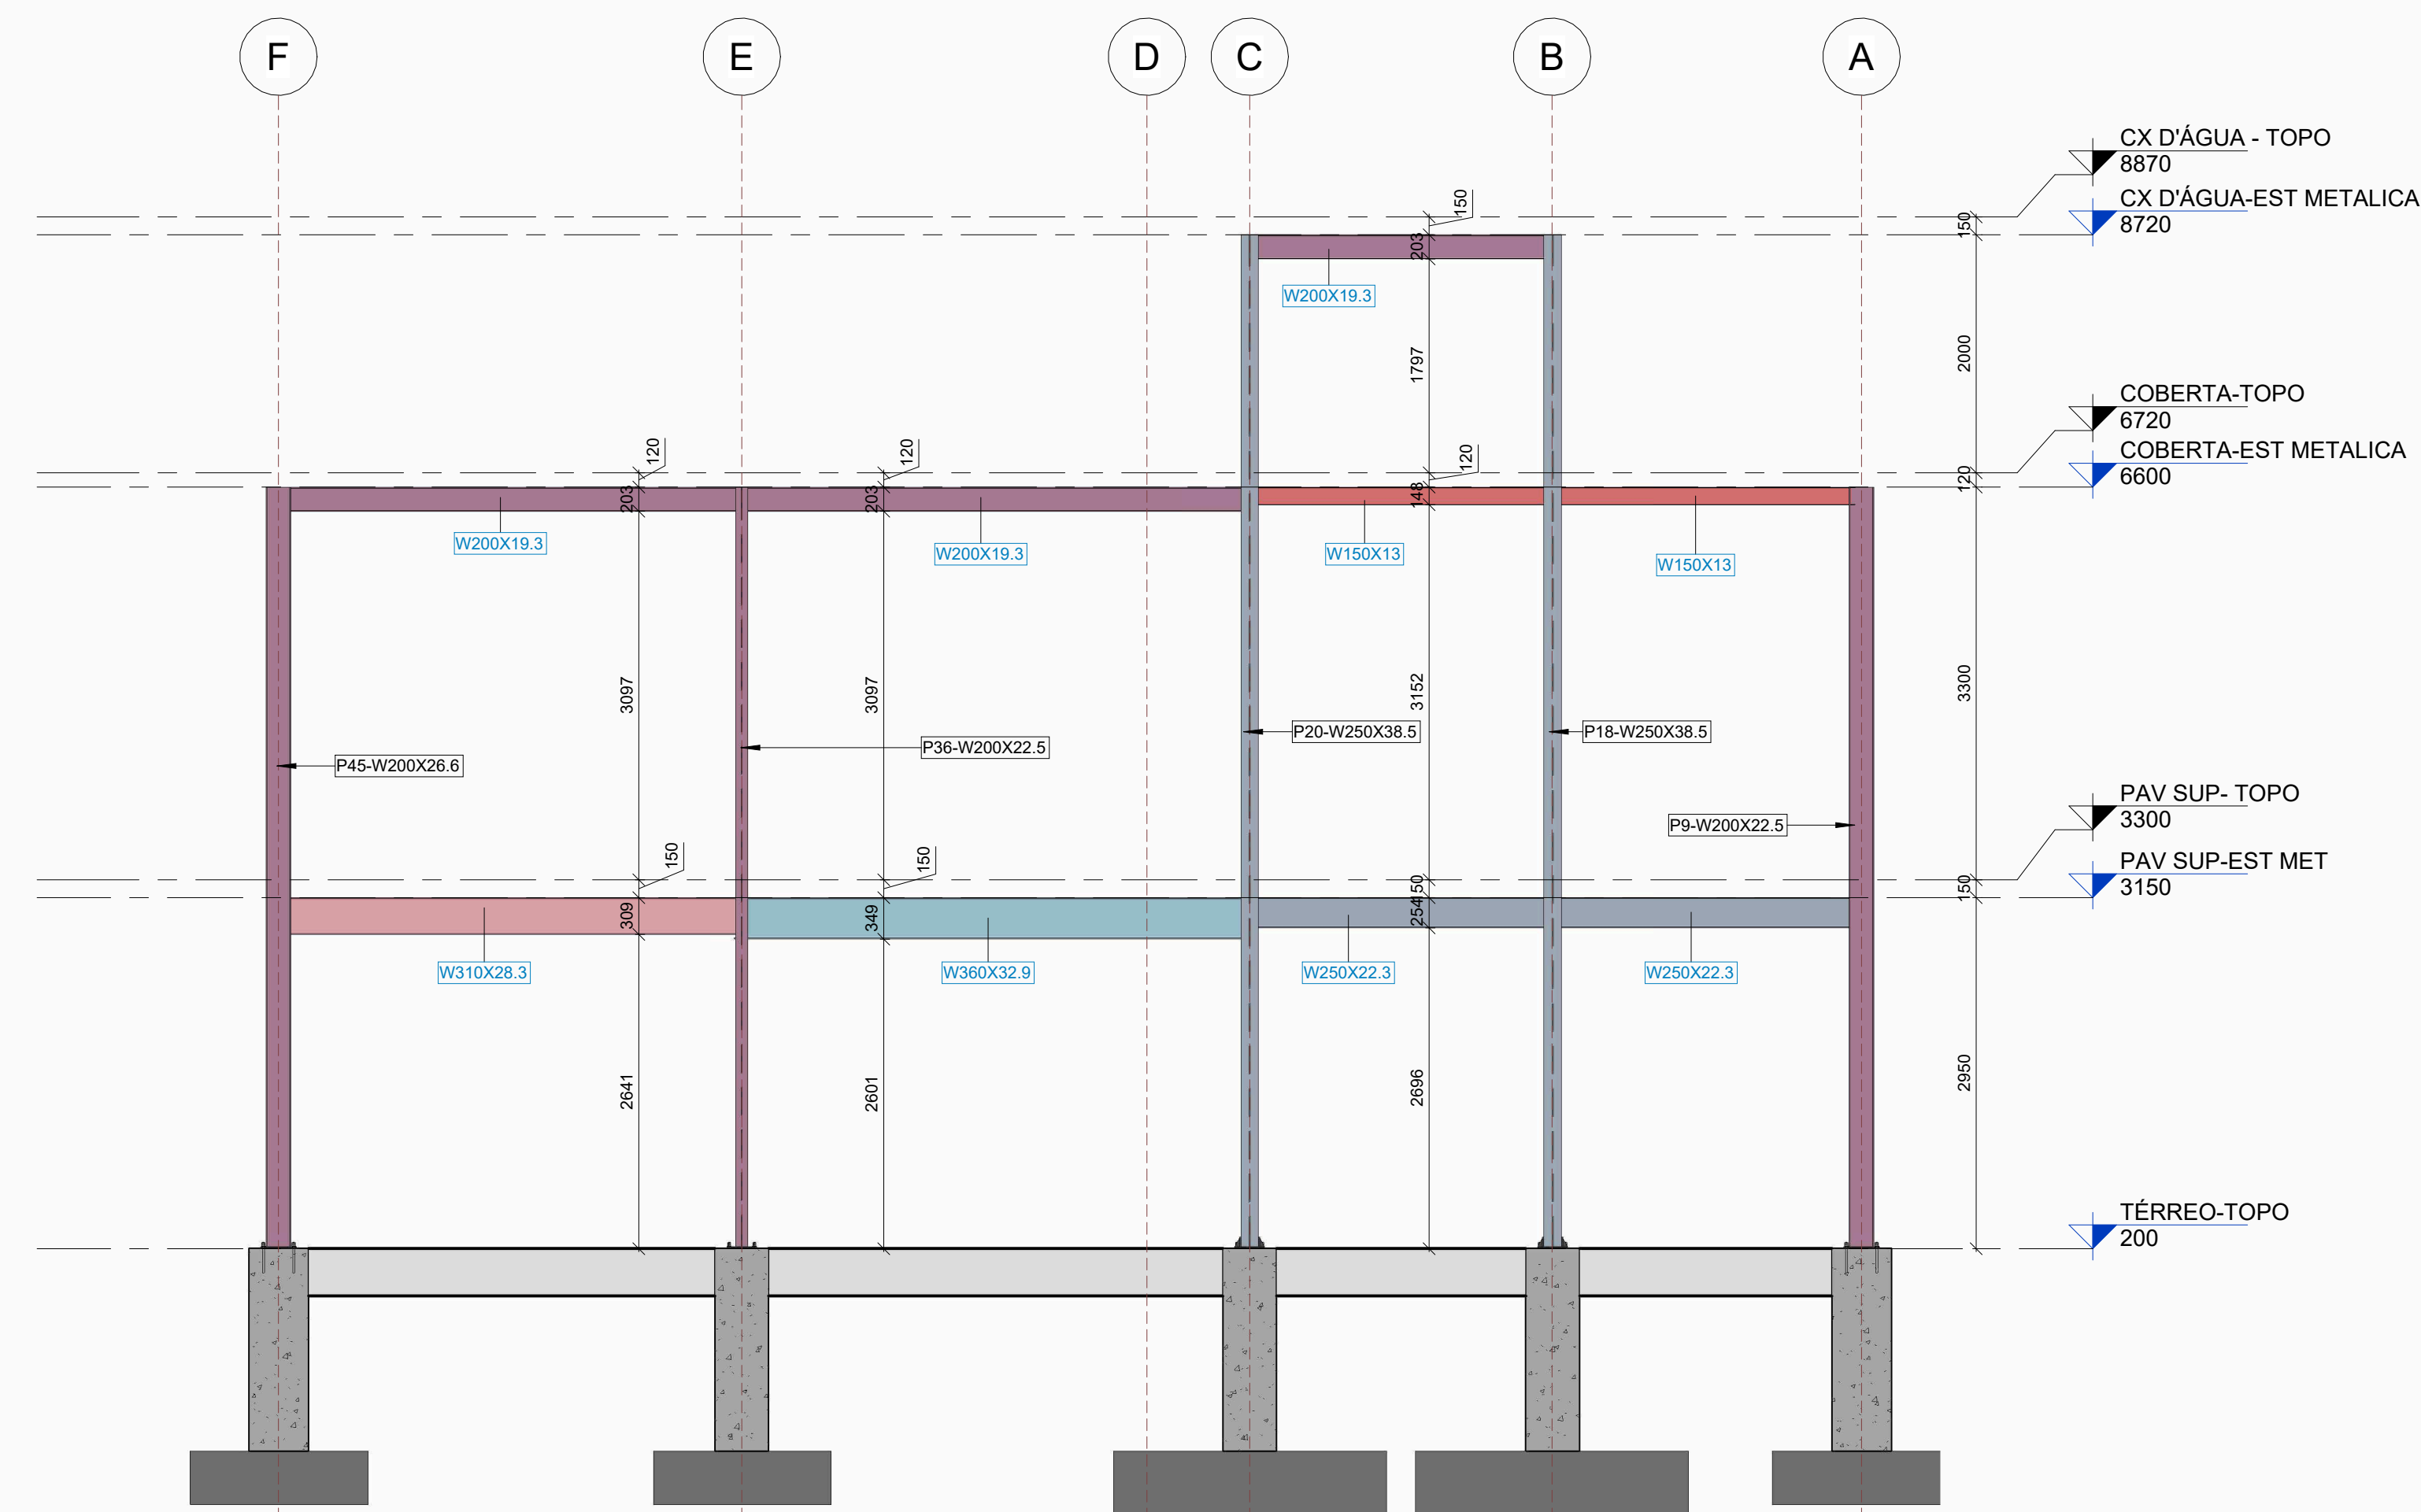 F
E
D
C
B
A
CX D'ÁGUA - TOPO
8870
CX D'ÁGUA-EST METALICA
8720
150
150
203
W200X19.3
1797
2000
COBERTA-TOPO
6720
COBERTA-EST METALICA
6600
120
120
120
120
203
203
148
W200X19.3
W200X19.3
W150X13
W150X13
3097
3097
3152
3300
P20-W250X38.5
P18-W250X38.5
P36-W200X22.5
P45-W200X26.6
P9-W200X22.5
PAV SUP- TOPO
3300
PAV SUP-EST MET
3150
150
150
150
150
309
349
254
W310X28.3
W360X32.9
W250X22.3
W250X22.3
2641
2601
2696
2950
TÉRREO-TOPO
200